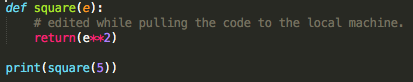 def square(e):
    # edited while pulling the code to the local machine.
    return(e**2)

print(square(5))